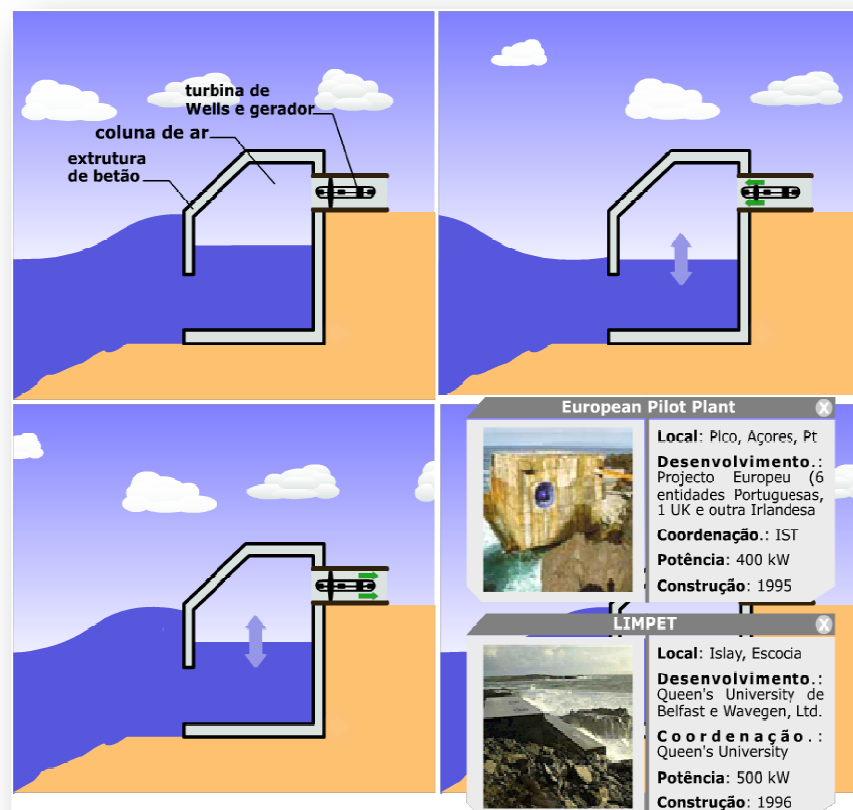 turbina de
Wells e gerador
coluna de ar
extrutura
de betão
European Pilot Plant
X
Local: Pico, Açores, Pt
Desenvolvimento.:
Projecto Europeu (6
entidades Portuguesas,
1 UK e outra Irlandesa
Coordenação.: IST
Potência: 400 kW
Construção: 1995
LIMPET
X
Local: Islay, Escocia
Desenvolvimento.:
Queen's University de
Belfast e Wavegen, Ltd.
Coordenação.:
Queen's University
Potência: 500 kW
Construção: 1996